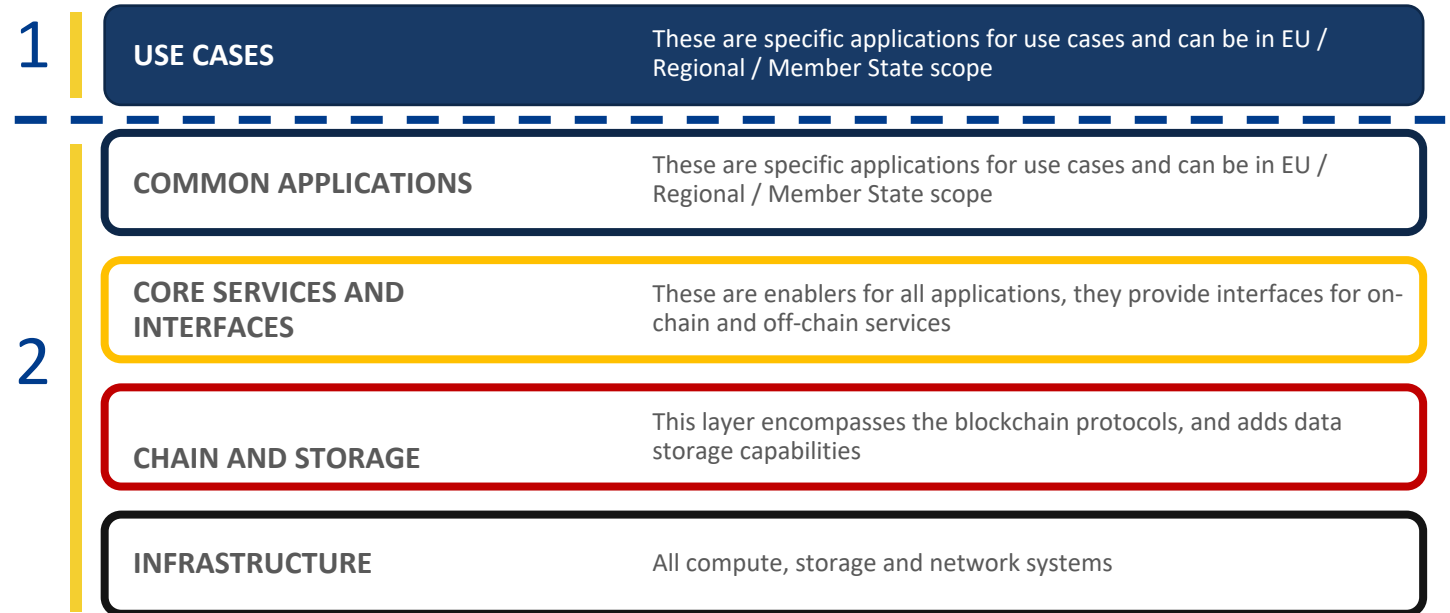 1
USE CASES
These are specific applications for use cases and can be in EU /
Regional / Member State scope
2
COMMON APPLICATIONS
These are specific applications for use cases and can be in EU /
Regional / Member State scope
CORE SERVICES AND
INTERFACES
These are enablers for all applications, they provide interfaces for on-
chain and off-chain services
CHAIN AND STORAGE
This layer encompasses the blockchain protocols, and adds data
storage capabilities
INFRASTRUCTURE
All compute, storage and network systems